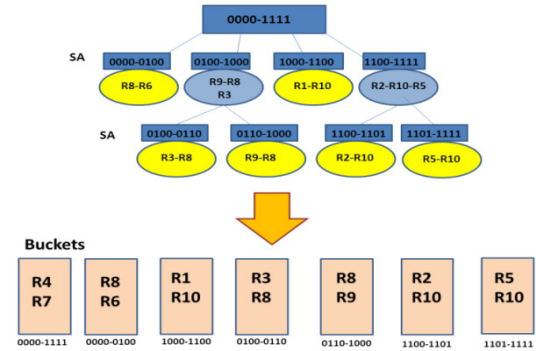 0000-1111
SA
0000-0100 0100-1000 1000-1100 1100-1111
R8-R6 R9-R8 R1-R10 R2-R10-R5
R3
SA
0100-0110 0110-1000 1100-1101 1101-1111
R3-R8 R9-R8 R2-R10 R5-R10
Buckets
R4 R8 R1 R3 R8 R2 R5
R7 R6 R10 R8 R9 R10 R10
0000-1111 0000-0100 1000-1100 0100-0110 0110-1000 1100-1101 1101-1111